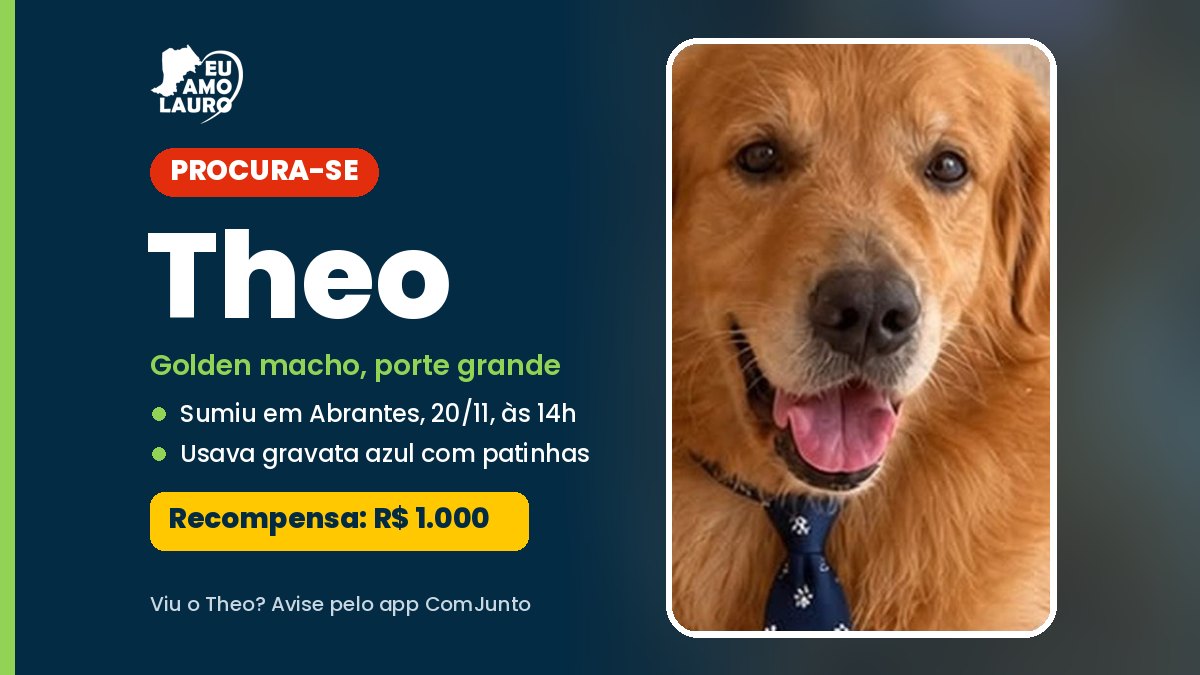 EU
AMO
LAURO
PROCURA-SE
Theo
Golden macho, porte grande
Sumiu em Abrantes, 20/11, às 14h
Usava gravata azul com patinhas
Recompensa: R$ 1.000
Viu o Theo? Avise pelo app ComJunto